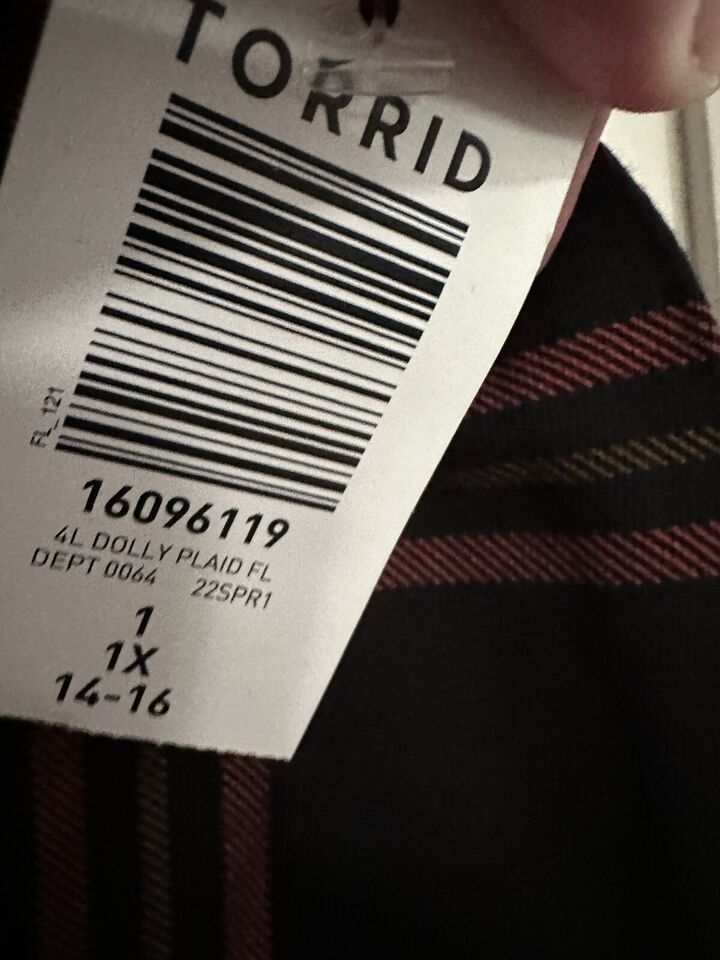 TORRID
FL_121
16096119
4L DOLLY PLAID FL
DEPT 0064 22SPR1
1
1X
14-16